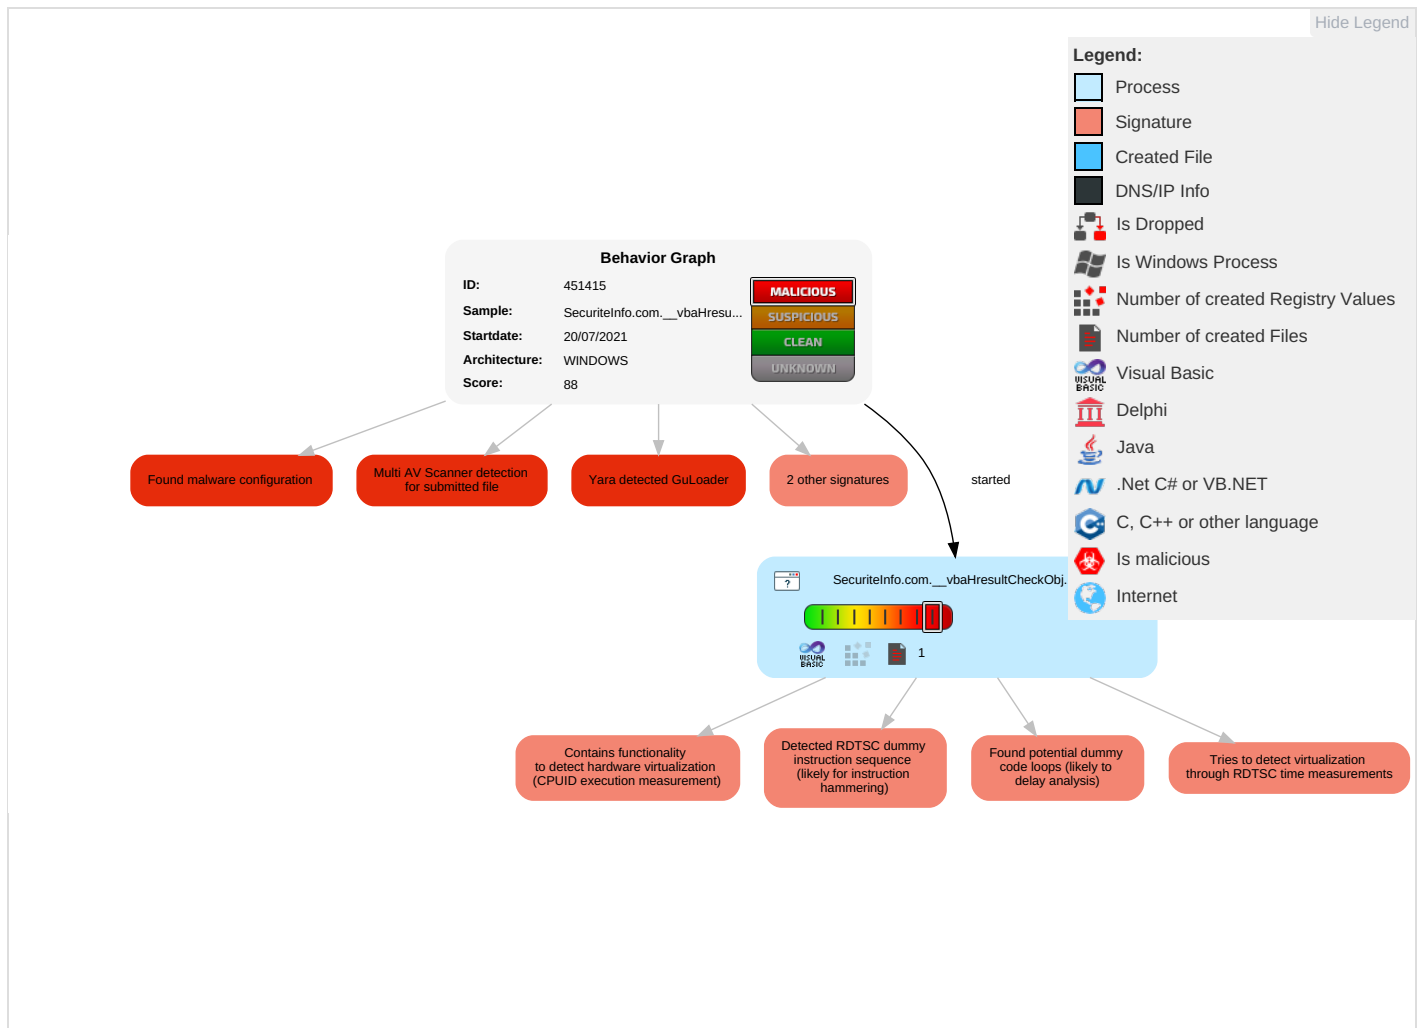 Hide Legend
Legend:
Process
Signature
Created File
DNS/IP Info
Is Dropped
Is Windows Process
Number of created Registry Values
Number of created Files
VISUAL BASIC
Visual Basic
Delphi
Java
.Net C# or VB.NET
C, C++ or other language
Is malicious
Internet
Behavior Graph
ID: 451415
Sample: SecuriteInfo.com.__vbaHresu...
Startdate: 20/07/2021
Architecture: WINDOWS
Score: 88
MALICIOUS
SUSPICIOUS
CLEAN
UNKNOWN
Found malware configuration
Multi AV Scanner detection
for submitted file
Yara detected GuLoader
2 other signatures
started
SecuriteInfo.com.__vbaHresultCheckObj.
VISUAL BASIC
1
Contains functionality
to detect hardware virtualization
(CPUID execution measurement)
Detected RDTSC dummy
instruction sequence
(likely for instruction
hammering)
Found potential dummy
code loops (likely to
delay analysis)
Tries to detect virtualization
through RDTSC time measurements